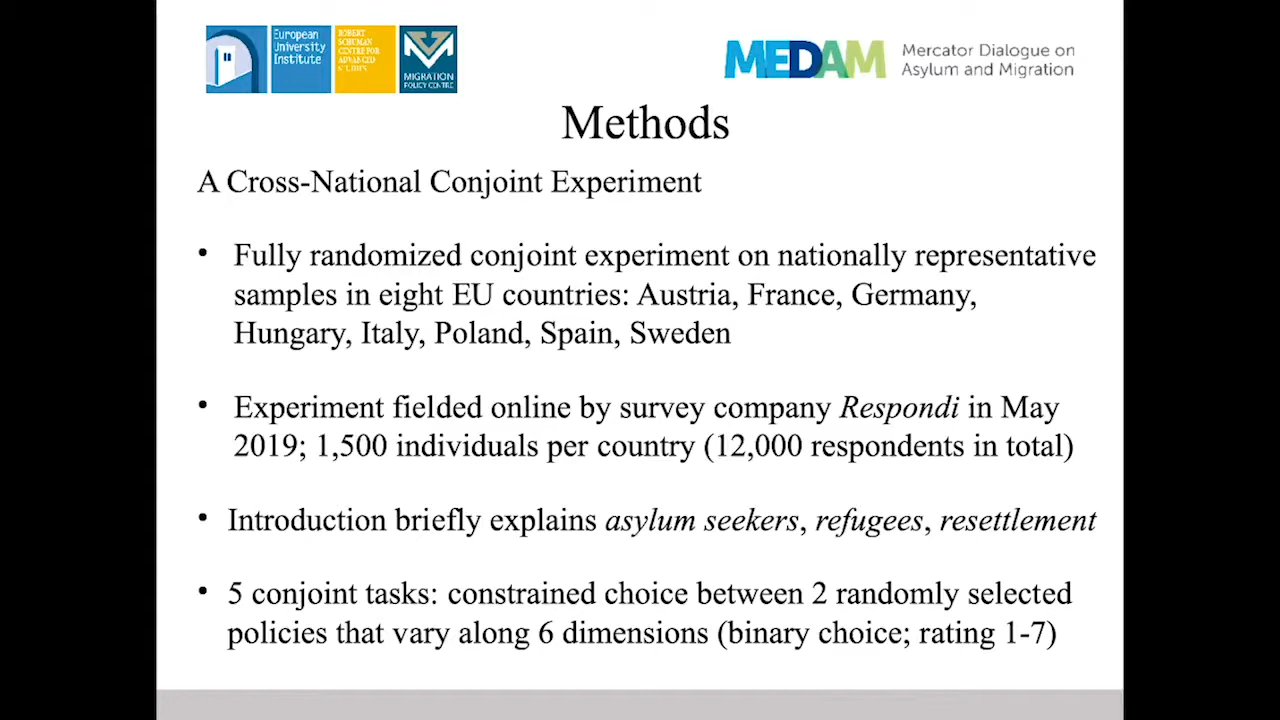 European
University
Institute
ROBERT
SCHUMAN
CENTRE FOR
ADVANCED
STUDIES
MIGRATION
POLICY CENTRE
MEDAM
Mercator Dialogue on
Asylum and Migration
Methods
A Cross-National Conjoint Experiment
• Fully randomized conjoint experiment on nationally representative
samples in eight EU countries: Austria, France, Germany,
Hungary, Italy, Poland, Spain, Sweden
• Experiment fielded online by survey company Respondi in May
2019; 1,500 individuals per country (12,000 respondents in total)
• Introduction briefly explains asylum seekers, refugees, resettlement
• 5 conjoint tasks: constrained choice between 2 randomly selected
policies that vary along 6 dimensions (binary choice; rating 1-7)